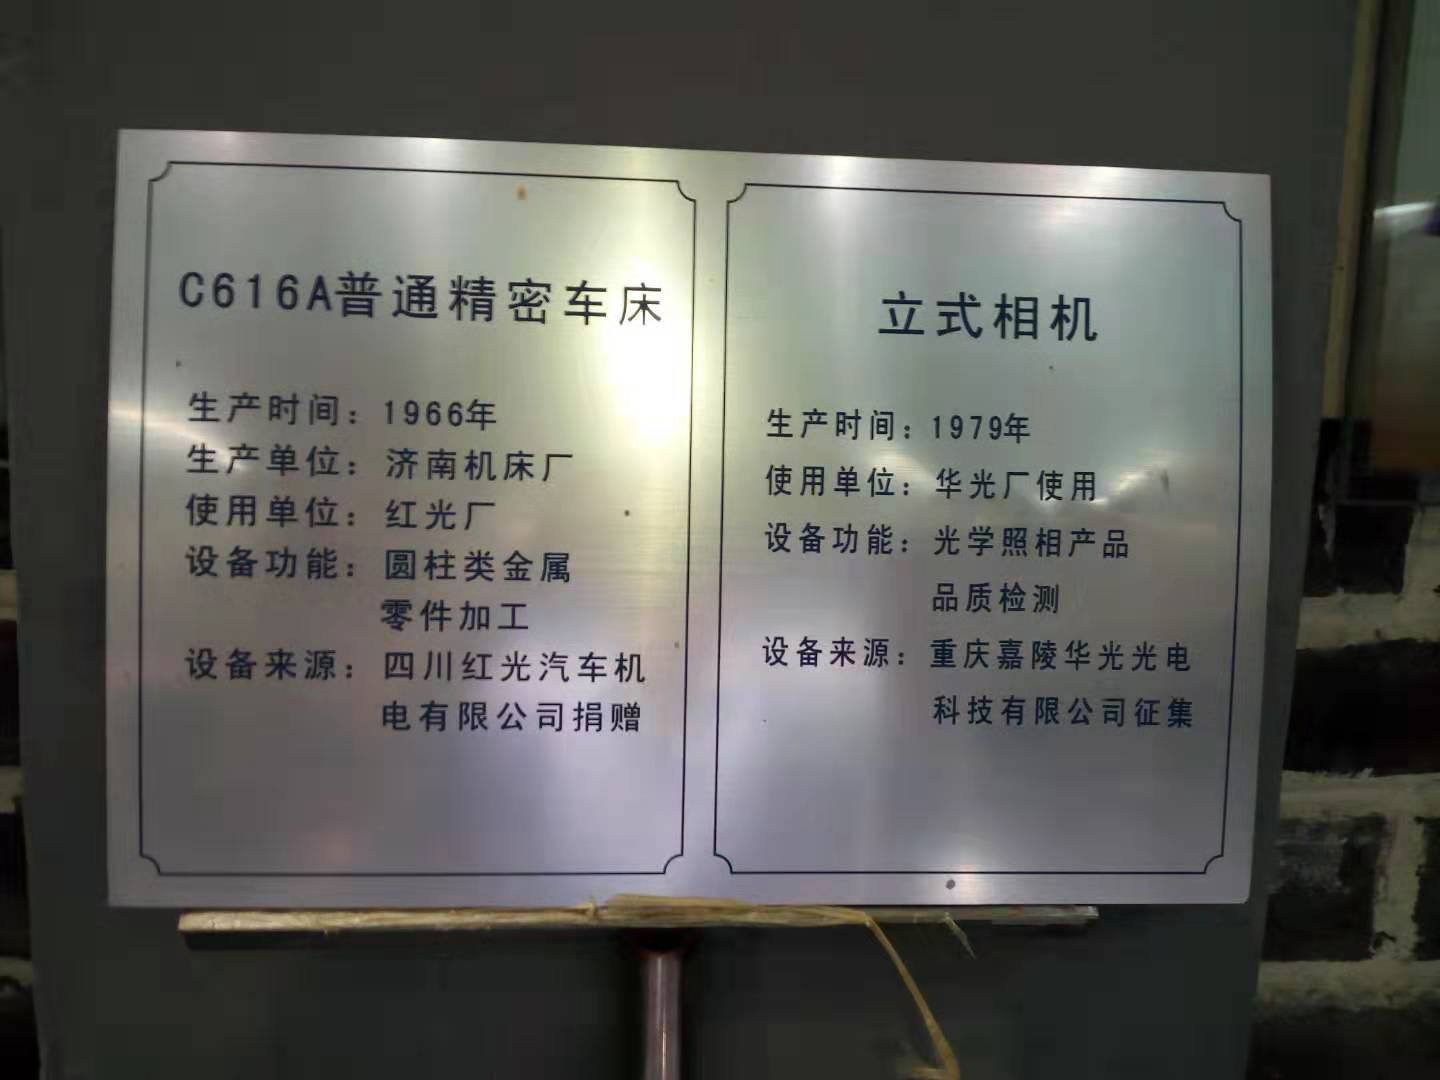 C616A普通精密车床
生产时间：1966年
生产单位：济南机床厂
使用单位：红光厂
设备功能：圆柱类金属
零件加工
设备来源：四川红光汽车机
电有限公司捐赠
立式相机
生产时间：1979年
使用单位：华光厂使用
设备功能：光学照相产品
品质检测
设备来源：重庆嘉陵华光光电
科技有限公司征集